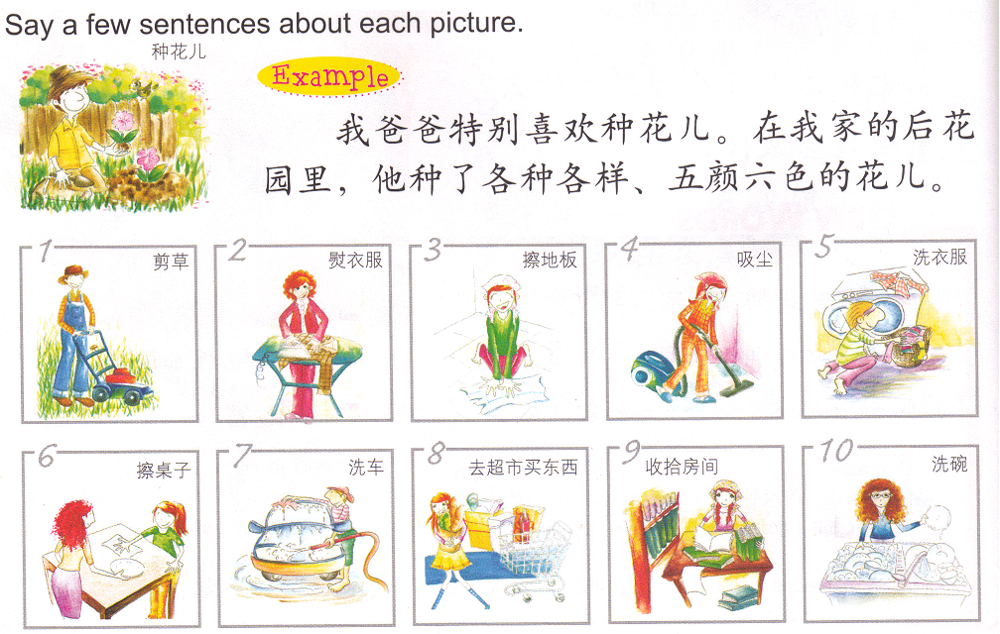 Say a few sentences about each picture.
种花儿
Example
我爸爸特别喜欢种花儿。在我家的后花
园里，他种了各种各样、五颜六色的花儿。
1
剪草
2
熨衣服
3
擦地板
4
吸尘
5
洗衣服
6
擦桌子
7
洗车
8
去超市买东西
9
收拾房间
10
洗碗